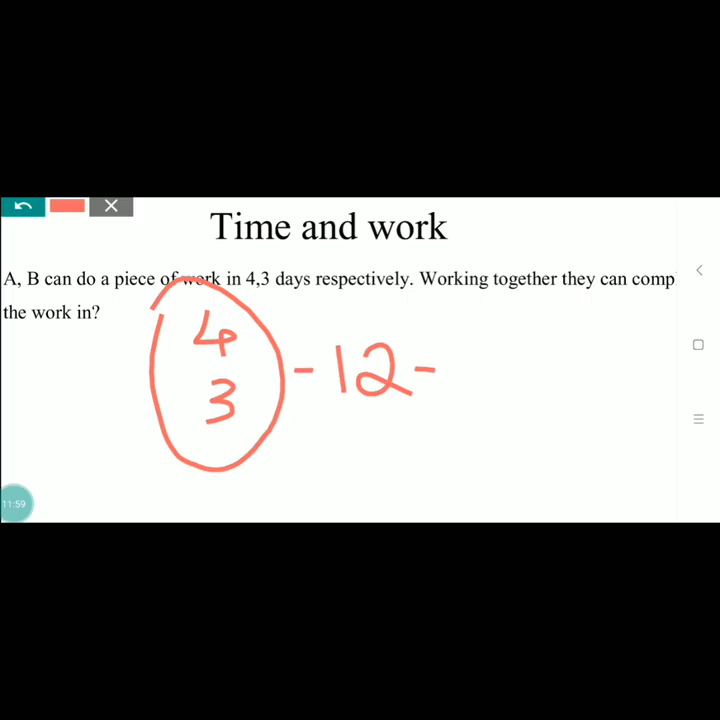 Time and work
A, B can do a piece of work in 4,3 days respectively. Working together they can comp
the work in?
4
3
- 12 -
11:59